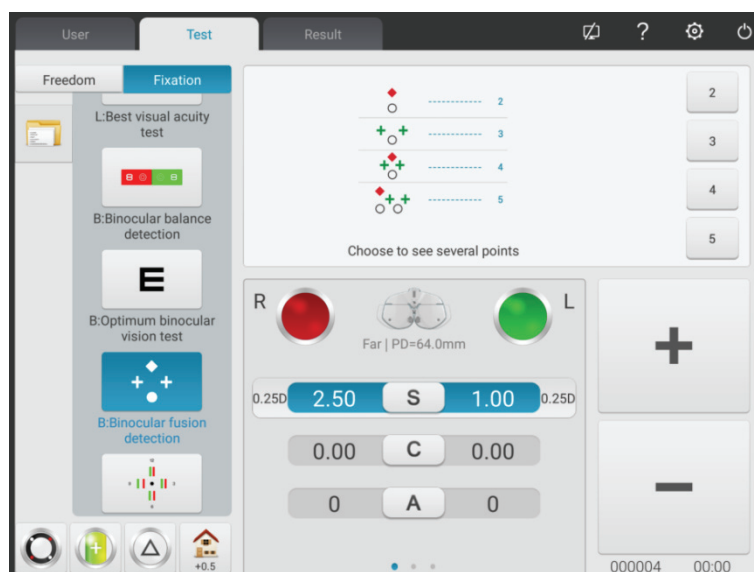 User Test Result ?
Freedom Fixation
L:Best visual acuity
test
B:Binocular balance
detection
E
B:Optimum binocular
vision test
B:Binocular fusion
detection
+0.5
2
3
4
5
Choose to see several points
2
3
4
5
R L
Far | PD=64.0mm
0.25D 2.50 S 1.00 0.25D
0.00 C 0.00
0 A 0
+
−
000004 00:00